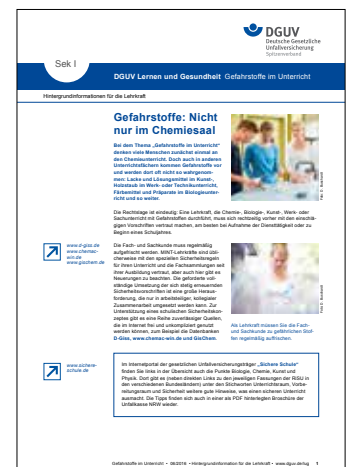 DGUV
Deutsche Gesetzliche
Unfallversicherung
Spitzenverband
Sek I
DGUV Lernen und Gesundheit Gefahrstoffe im Unterricht
Hintergrundinformationen für die Lehrkraft
Gefahrstoffe: Nicht
nur im Chemiesaal
Bei dem Thema „Gefahrstoffe im Unterricht“
denken viele Menschen zunächst einmal an
den Chemieunterricht. Doch auch in anderen
Unterrichtsfächern kommen Gefahrstoffe vor
und werden dort oft nicht so wahrgenom-
men: Lacke und Lösungsmittel im Kunst-,
Holzstaub im Werk- oder Technikunterricht,
Färbemittel und Präparate im Biologieunter-
richt und so weiter.
Die Rechtslage ist eindeutig: Eine Lehrkraft, die Chemie-, Biologie-, Kunst-, Werk- oder
Sachunterricht mit Gefahrstoffen durchführt, muss sich rechtzeitig vorher mit den einschlä-
gigen Vorschriften vertraut machen, am besten bei Aufnahme der Diensttätigkeit oder zu
Beginn eines Schuljahres.
www.d-giss.de
www.chemac-
win.de
www.gischem.de
Die Fach- und Sachkunde muss regelmäßig
aufgefrischt werden. MINT-Lehrkräfte sind übli-
cherweise mit den speziellen Sicherheitsregeln
für ihren Unterricht und die Fachsammlungen seit
ihrer Ausbildung vertraut, aber auch hier gibt es
Neuerungen zu beachten. Die geforderte voll-
ständige Umsetzung der sich stetig erneuernden
Sicherheitsvorschriften ist eine große Heraus-
forderung, die nur in arbeitsteiliger, kollegialer
Zusammenarbeit umgesetzt werden kann. Zur
Unterstützung eines schulischen Sicherheitskon-
zeptes gibt es eine Reihe zuverlässiger Quellen,
die im Internet frei und unkompliziert genutzt
werden können, zum Beispiel die Datenbanken
D-Giss, www.chemac-win.de und GisChem.
Als Lehrkraft müssen Sie die Fach-
und Sachkunde zu gefährlichen Stof-
fen regelmäßig auffrischen.
www.sichere-
schule.de
Im Internetportal der gesetzlichen Unfallversicherungsträger „Sichere Schule“
finden Sie links in der Übersicht auch die Punkte Biologie, Chemie, Kunst und
Physik. Dort gibt es (neben direkten Links zu den jeweiligen Fassungen der RiSU in
den verschiedenen Bundesländern) unter den Stichworten Unterrichtsraum, Vorbe-
reitungsraum und Sicherheit weitere gute Hinweise, was einen sicheren Unterricht
ausmacht. Die Tipps finden sich auch in einer als PDF hinterlegten Broschüre der
Unfallkasse NRW wieder.
Gefahrstoffe im Unterricht • 05/2016 • Hintergrundinformationen für die Lehrkraft • www.dguv.de/lug 1